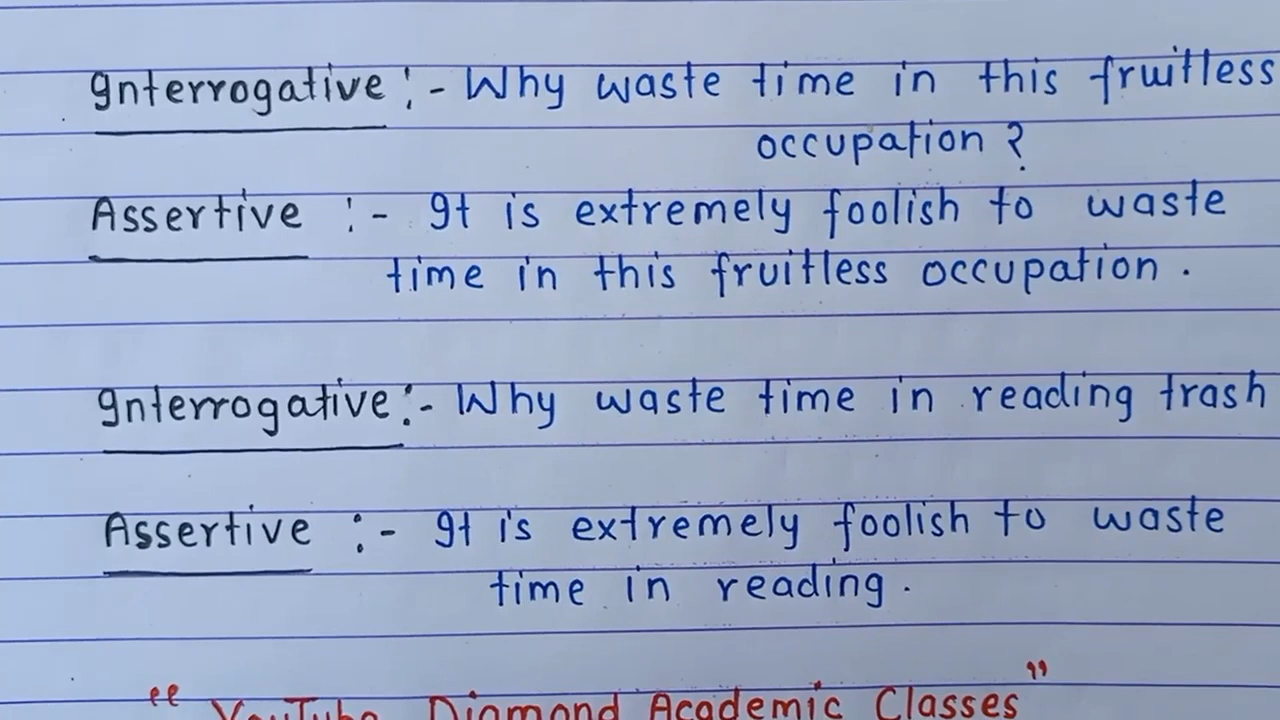 Interrogative :- Why waste time in this fruitless
occupation ?
Assertive :- It is extremely foolish to waste
time in this fruitless occupation .
Interrogative :- Why waste time in reading trash
Assertive :- It is extremely foolish to waste
time in reading .
" YouTube Diamond Academic Classes "